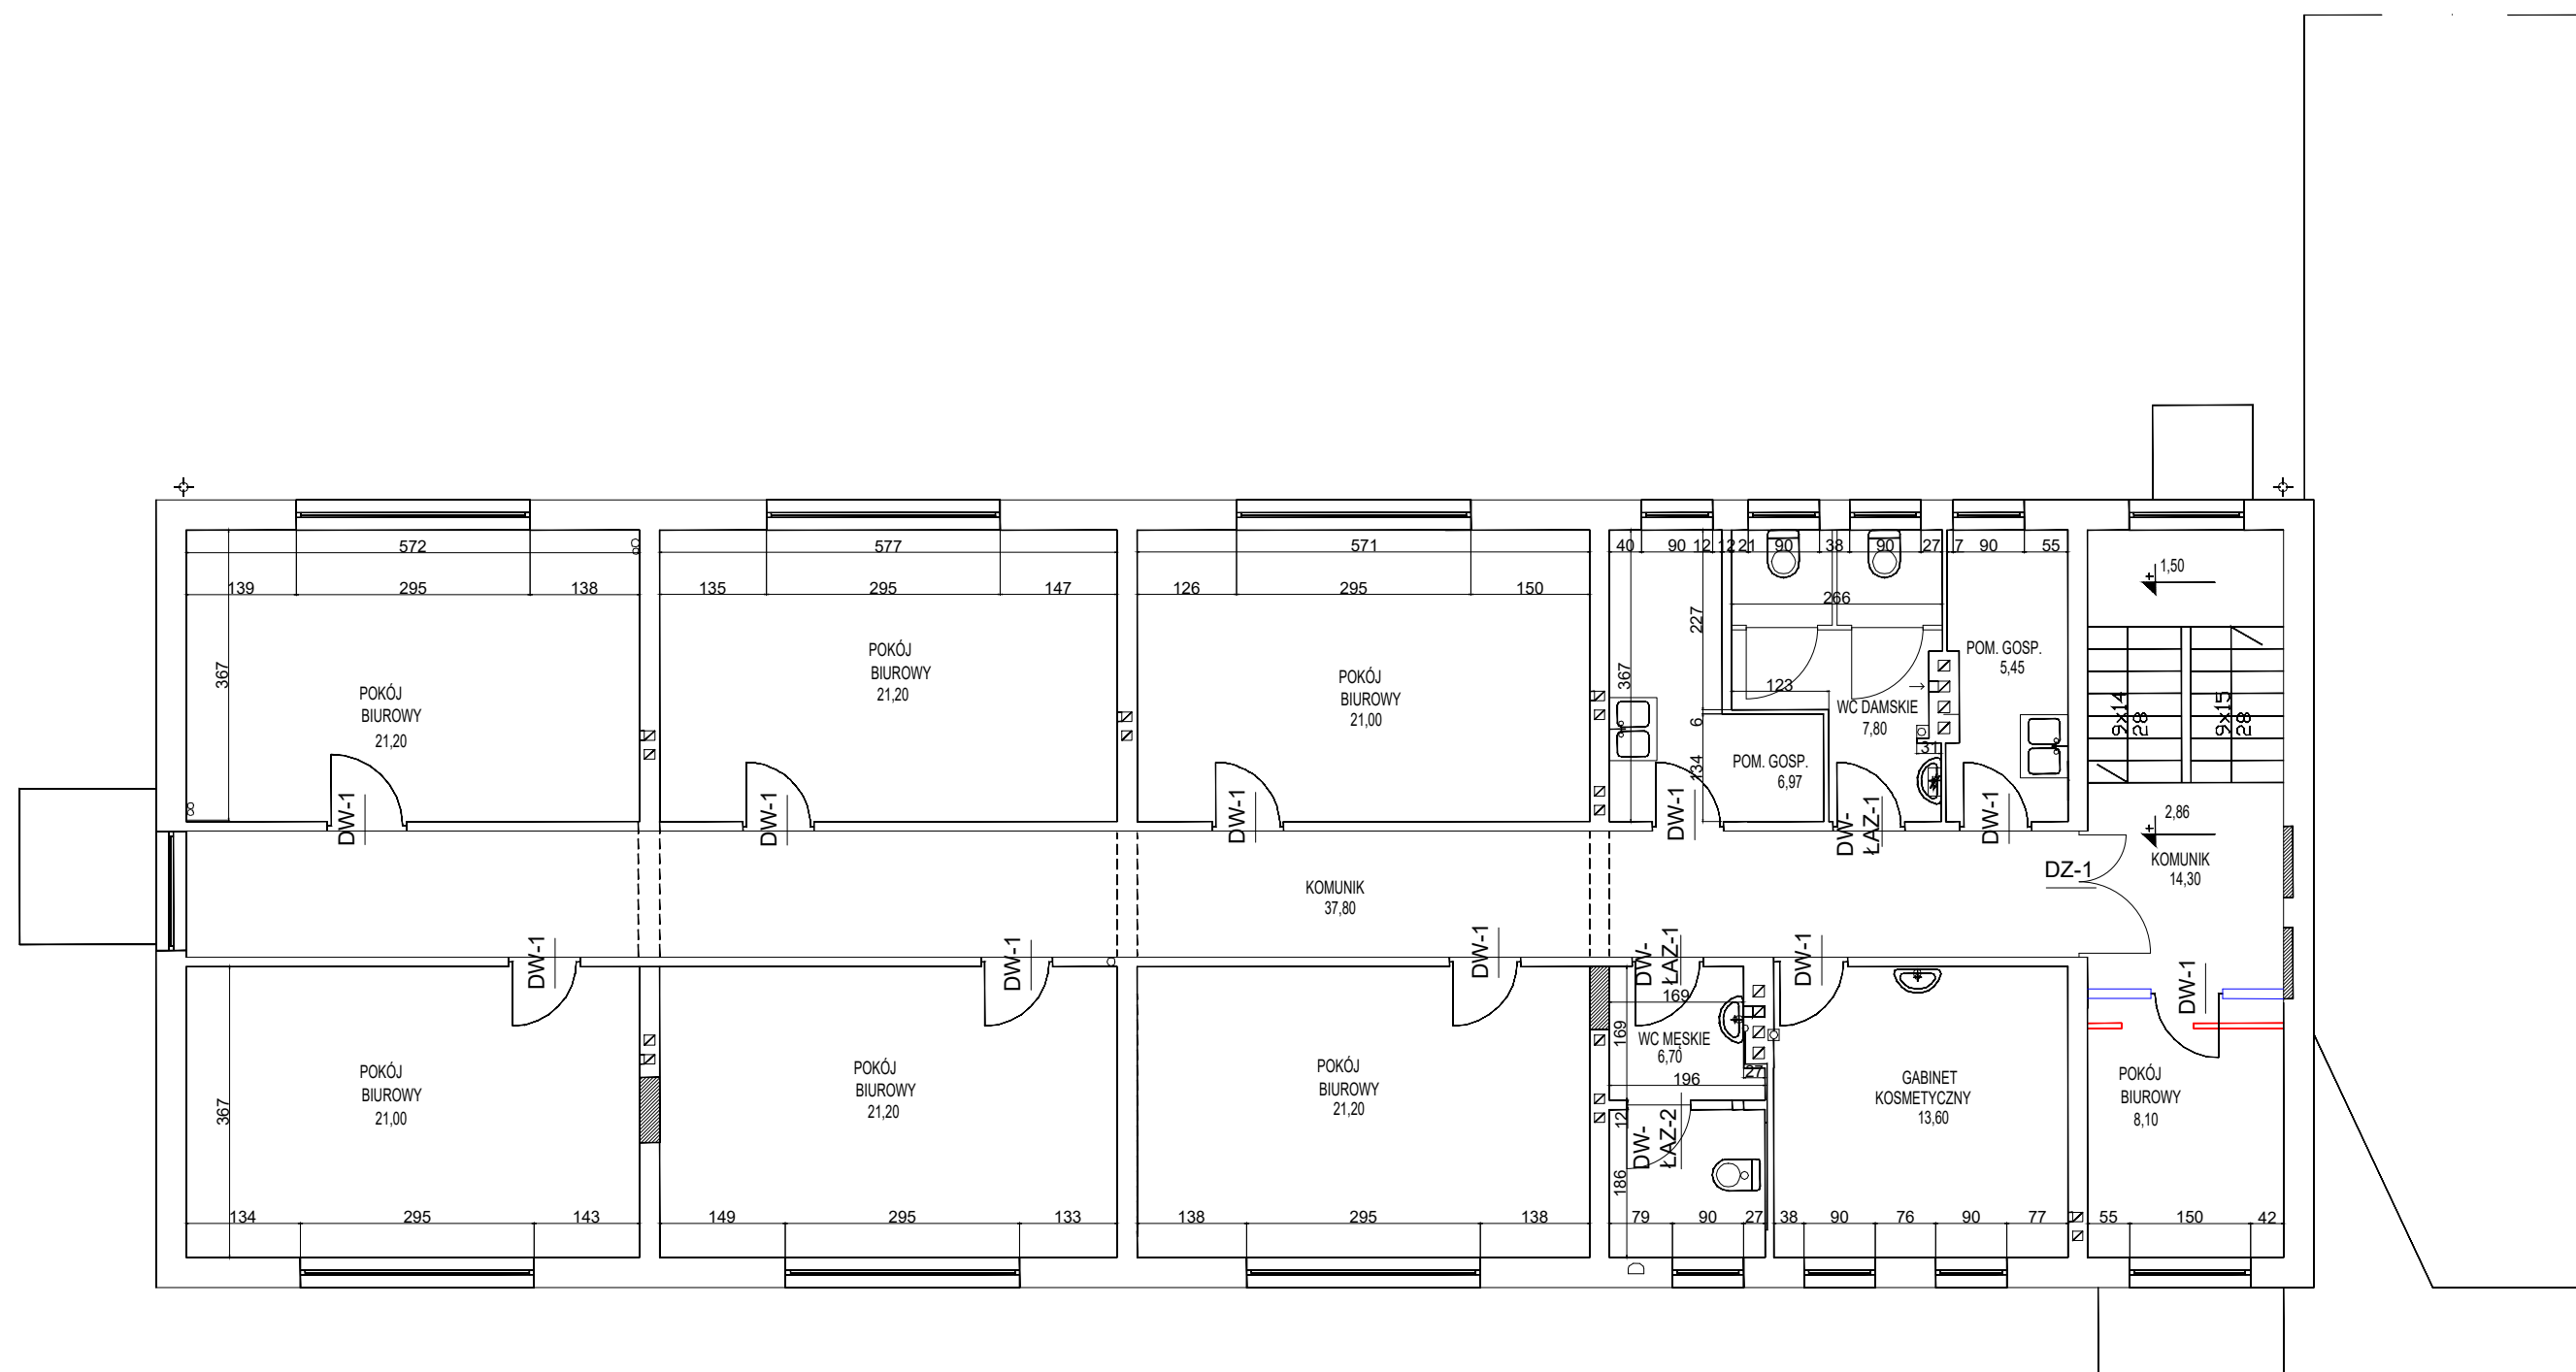 572
139 295 138
367
POKÓJ
BIUROWY
21,20
DW-1
577
135 295 147
POKÓJ
BIUROWY
21,20
DW-1
571
126 295 150
POKÓJ
BIUROWY
21,00
DW-1
40 90 12 12 21 90 38 90 27 7 90 55
266
227
367
123
6
134
POM. GOSP.
6,97
DW-1
WC DAMSKIE
7,80
31
DW-
ŁAZ-1
POM. GOSP.
5,45
DW-1
1,50
9x14
28
9x15
28
2,86
KOMUNIK
14,30
DZ-1
KOMUNIK
37,80
DW-1
367
POKÓJ
BIUROWY
21,00
134 295 143
DW-1
POKÓJ
BIUROWY
21,20
149 295 133
DW-1
POKÓJ
BIUROWY
21,20
138 295 138
DW-
ŁAZ-1
169
169
WC MĘSKIE
6,70
27
196
12
DW-
ŁAZ-2
186
79 90 27
DW-1
GABINET
KOSMETYCZNY
13,60
38 90 76 90 77
DW-1
POKÓJ
BIUROWY
8,10
55 150 42